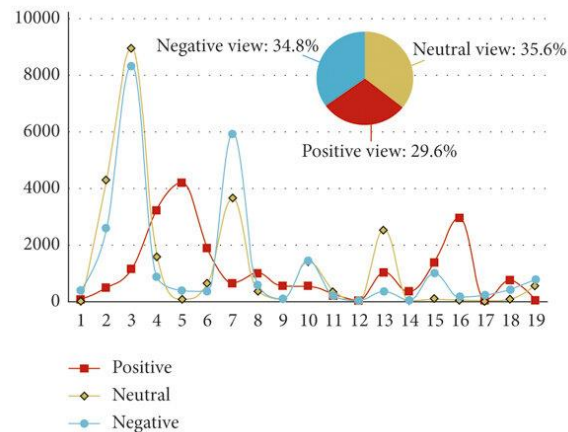 10000
8000
6000
4000
2000
0
Negative view: 34.8%
Neutral view: 35.6%
Positive view: 29.6%
1 2 3 4 5 6 7 8 9 10 11 12 13 14 15 16 17 18 19
Positive
Neutral
Negative